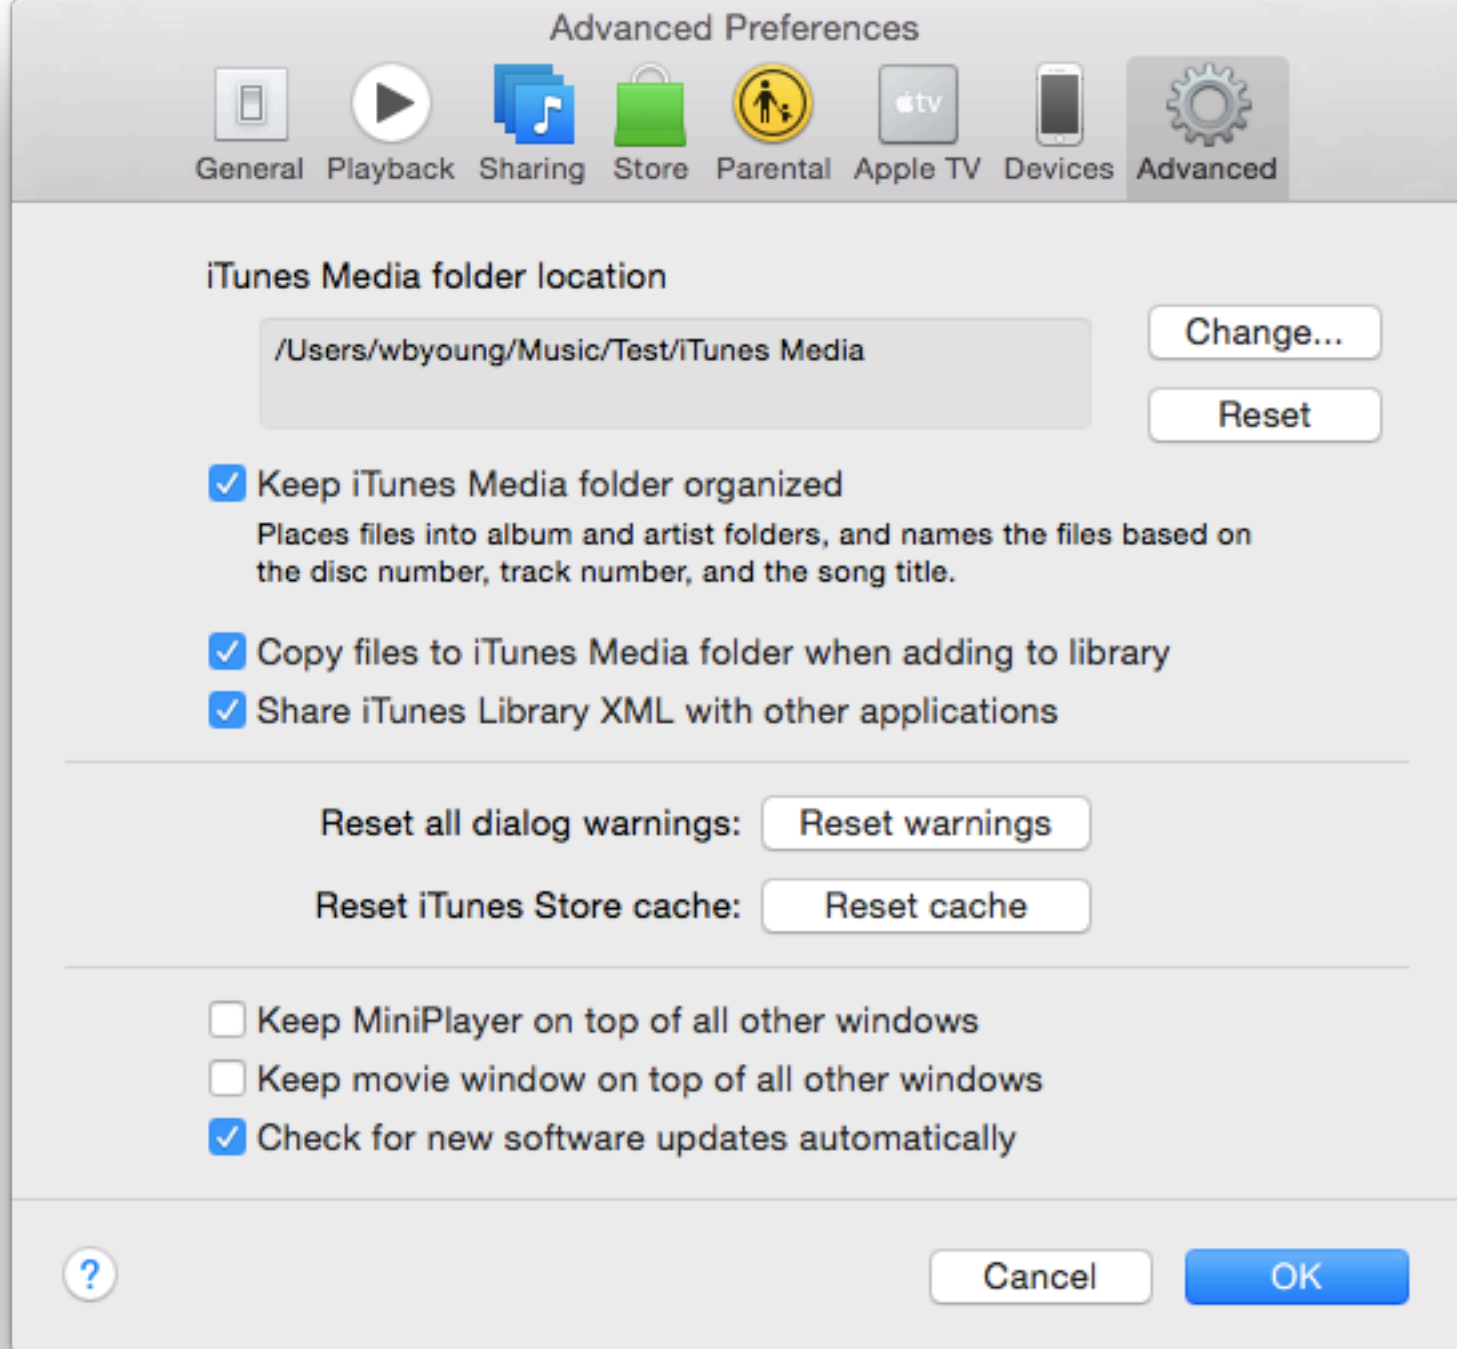 Advanced Preferences
tv
General Playback Sharing Store Parental Apple TV Devices Advanced
iTunes Media folder location
/Users/wbyoung/Music/Test/iTunes Media
Change...
Reset
Keep iTunes Media folder organized
Places files into album and artist folders, and names the files based on
the disc number, track number, and the song title.
Copy files to iTunes Media folder when adding to library
Share iTunes Library XML with other applications
Reset all dialog warnings: Reset warnings
Reset iTunes Store cache: Reset cache
Keep MiniPlayer on top of all other windows
Keep movie window on top of all other windows
Check for new software updates automatically
? Cancel OK